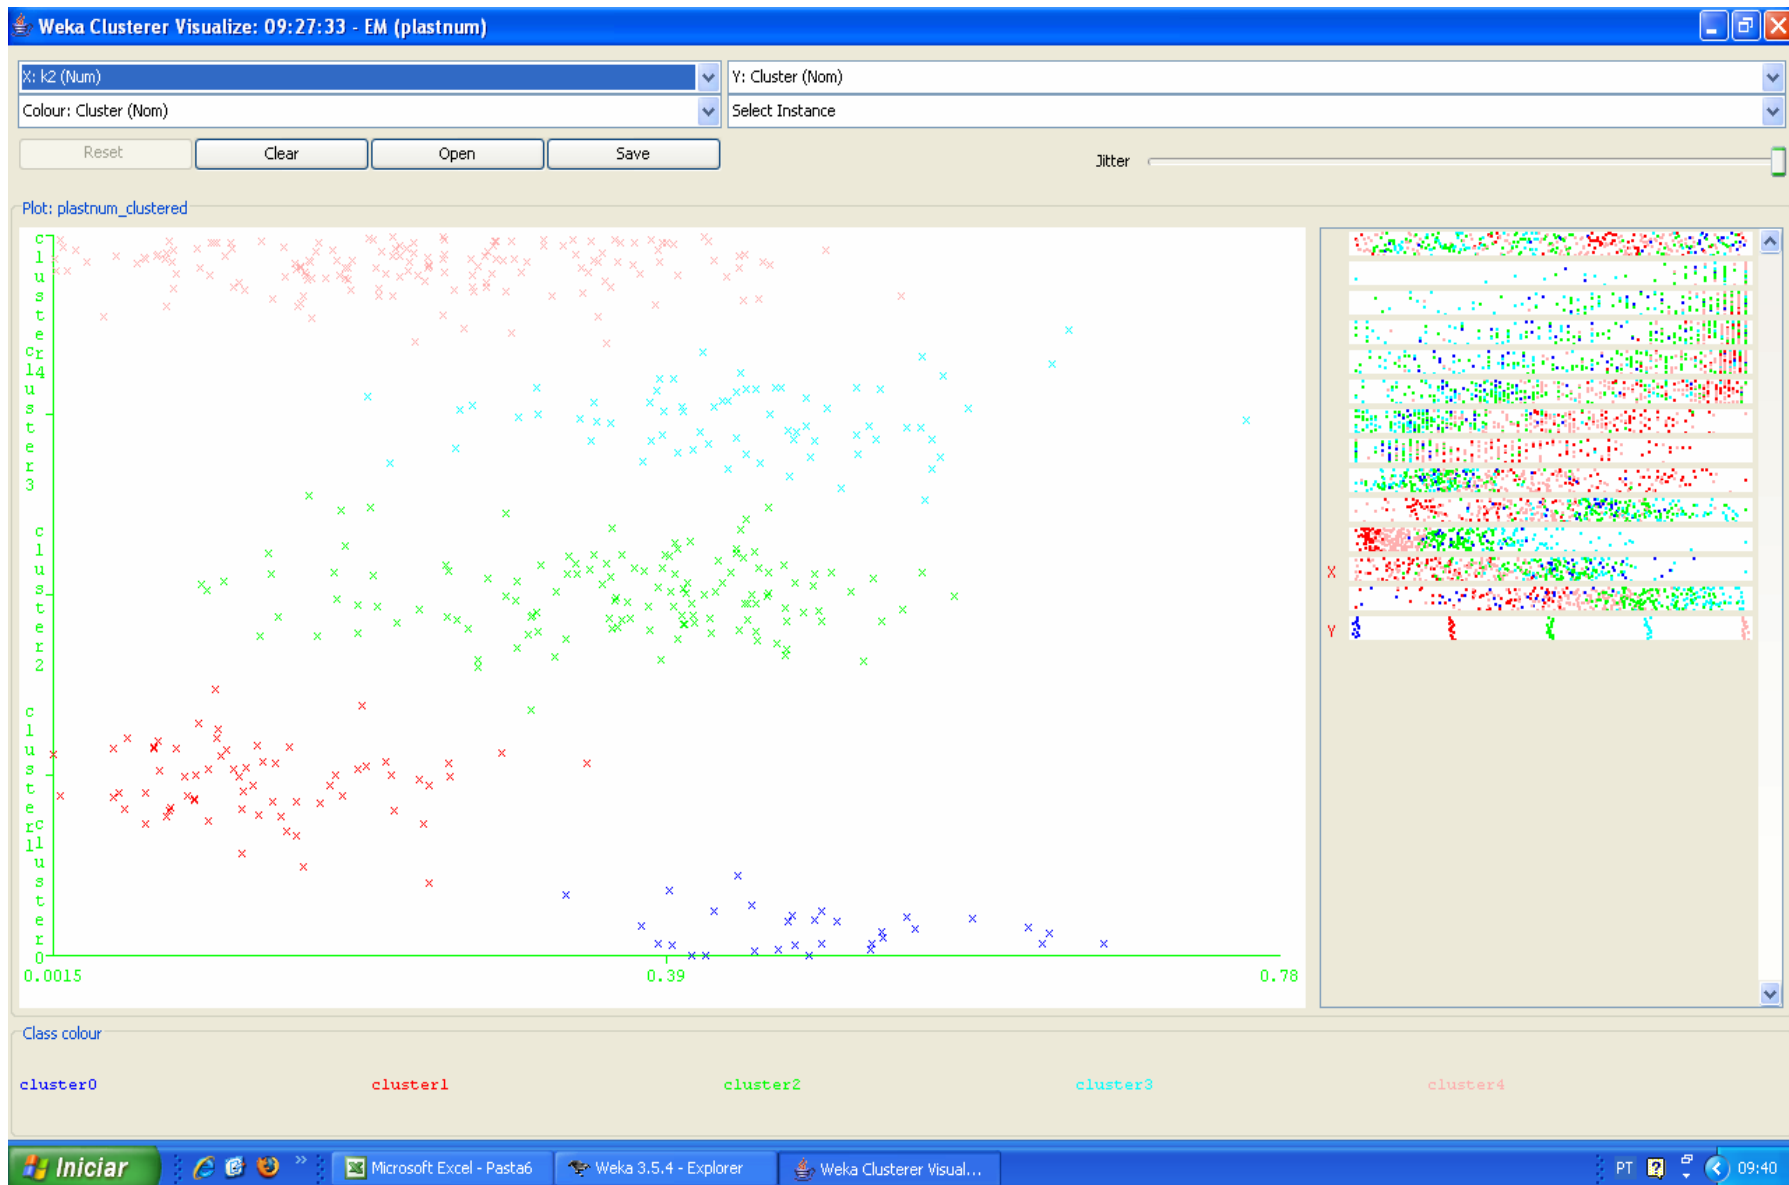 Weka Clusterer Visualize: 09:27:33 - EM (plastnum)
X: k2 (Num)
Y: Cluster (Nom)
Colour: Cluster (Nom)
Select Instance
Reset
Clear
Open
Save
Jitter
Plot: plastnum_clustered
cluster4
cluster3
cluster2
cluster1
cluster0
0.0015
0.39
0.78
X
Y
Class colour
cluster0
cluster1
cluster2
cluster3
cluster4
Iniciar
»
Microsoft Excel - Pasta6
Weka 3.5.4 - Explorer
Weka Clusterer Visual...
PT
?
09:40